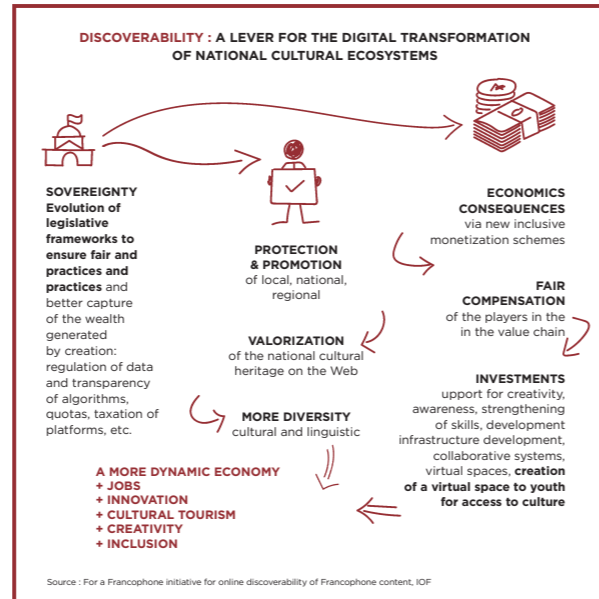 DISCOVERABILITY : A LEVER FOR THE DIGITAL TRANSFORMATION
OF NATIONAL CULTURAL ECOSYSTEMS
SOVEREIGNTY
Evolution of
legislative
frameworks to
ensure fair and
practices and
practices and
better capture
of the wealth
generated
by creation:
regulation of data
and transparency
of algorithms,
quotas, taxation of
platforms, etc.
PROTECTION
& PROMOTION
of local, national,
regional
VALORIZATION
of the national cultural
heritage on the Web
MORE DIVERSITY
cultural and linguistic
ECONOMICS
CONSEQUENCES
via new inclusive
monetization schemes
FAIR
COMPENSATION
of the players in the
in the value chain
INVESTMENTS
upport for creativity,
awareness, strengthening
of skills, development
infrastructure development,
collaborative systems,
virtual spaces, creation
of a virtual space to youth
for access to culture
A MORE DYNAMIC ECONOMY
+ JOBS
+ INNOVATION
+ CULTURAL TOURISM
+ CREATIVITY
+ INCLUSION
Source : For a Francophone initiative for online discoverability of Francophone content, IOF